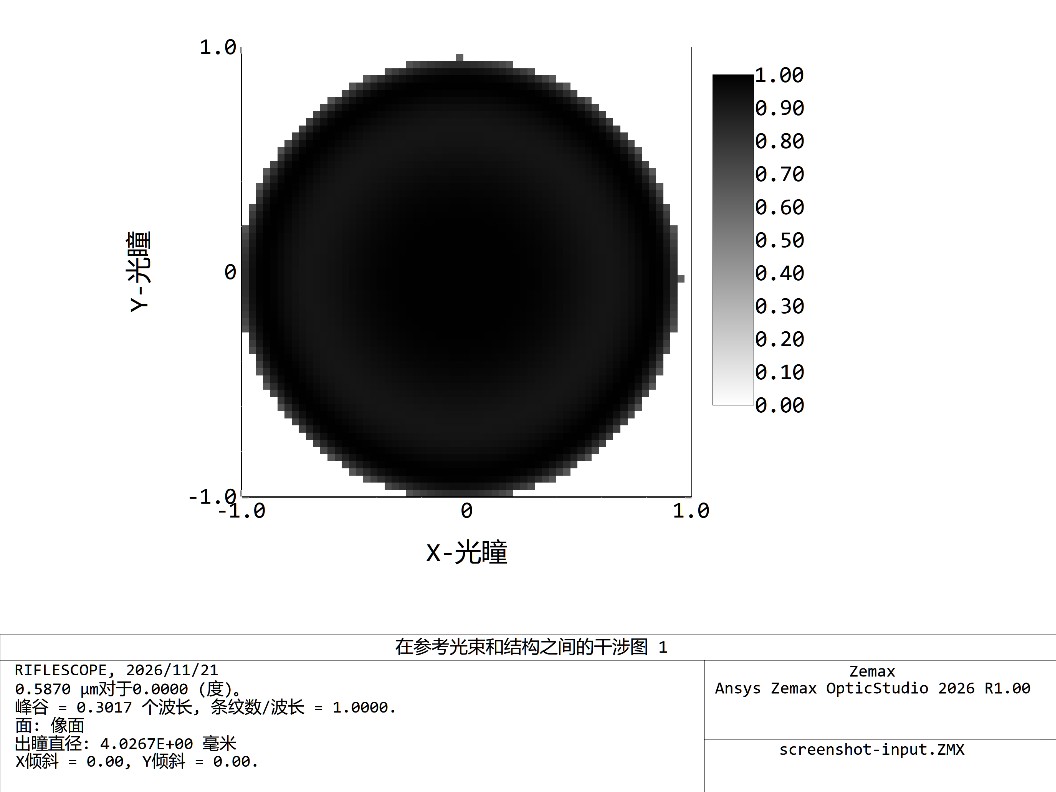 1.0
0
-1.0
Y-光瞳
-1.0
0
1.0
X-光瞳
1.00
0.90
0.80
0.70
0.60
0.50
0.40
0.30
0.20
0.10
0.00
在参考光束和结构之间的干涉图 1
RIFLESCOPE, 2026/11/21
0.5870 µm对于0.0000 (度)。
峰谷 = 0.3017 个波长, 条纹数/波长 = 1.0000.
面: 像面
出瞳直径: 4.0267E+00 毫米
X倾斜 = 0.00, Y倾斜 = 0.00.
Zemax
Ansys Zemax OpticStudio 2026 R1.00
screenshot-input.ZMX